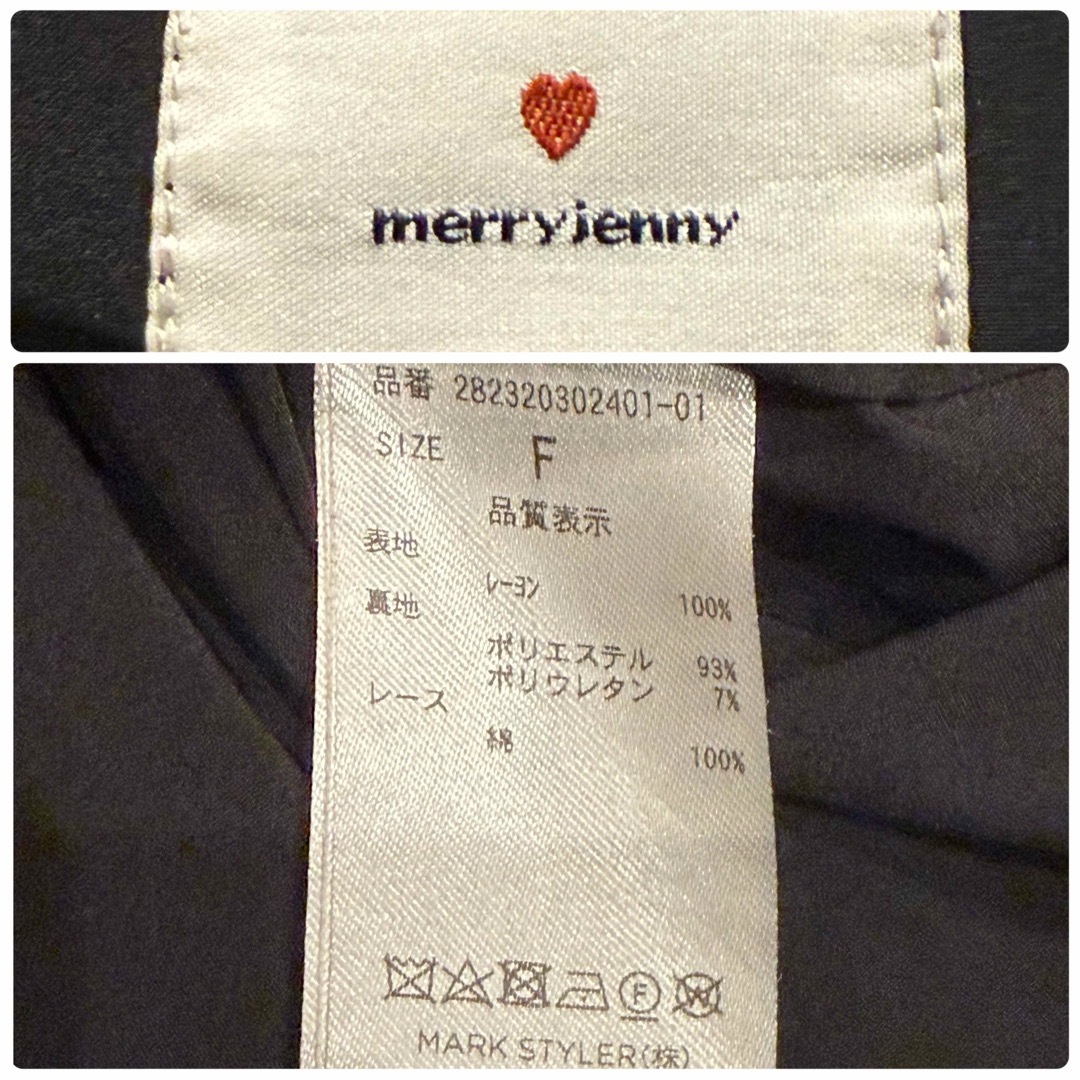 merryjenny
品番 282320302401-01
SIZE F
品質表示
表地
ﾚｰﾖﾝ 100%
裏地
ポリエステル 93%
ポリウレタン 7%
レース
綿 100%
F W
MARK STYLER(株)